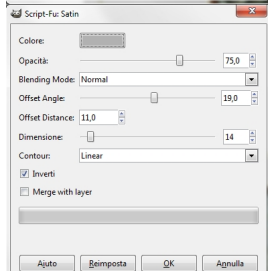 Script-Fu: Satin
Colore:
Opacità: 75,0
Blending Mode: Normal
Offset Angle: 19,0
Offset Distance: 11,0
Dimensione: 14
Contour: Linear
Inverti
Merge with layer
Aiuto Reimposta OK Annulla